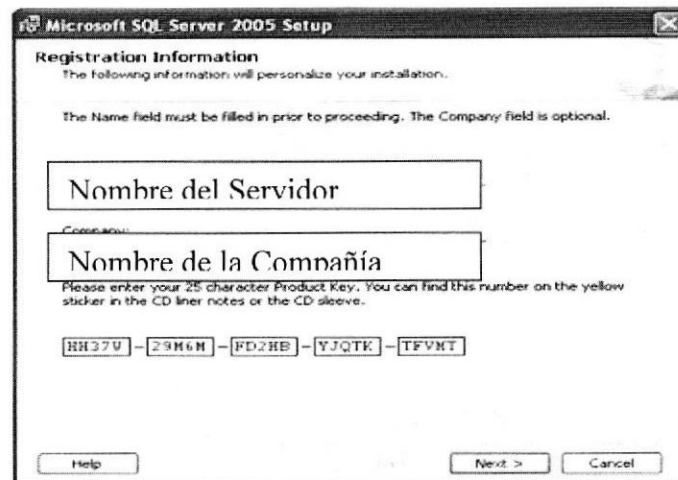 Microsoft SQL Server 2005 Setup
Registration Information
The following information will personalize your installation.
The Name field must be filled in prior to proceeding. The Company field is optional.
Nombre del Servidor
Company:
Nombre de la Compañía
Please enter your 25 character Product Key. You can find this number on the yellow
sticker in the CD liner notes or the CD sleeve.
- 29M6M - FD2HB - YJQTK - TFVMT
Help Next > Cancel